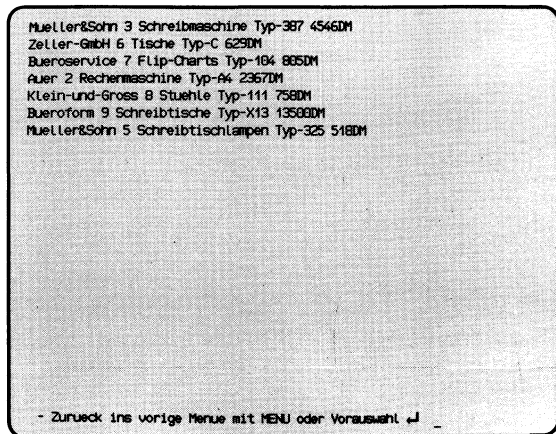 Mueller&Sohn 3 Schreibmaschine Typ-387 4546DM
Zeller-GmbH 6 Tische Typ-C 629DM
Bueroservice 7 Flip-Charts Typ-104 805DM
Auer 2 Rechenmaschine Typ-A4 2367DM
Klein-und-Gross 8 Stuehle Typ-111 758DM
Bueroform 9 Schreibtische Typ-X13 13500DM
Mueller&Sohn 5 Schreibtischlampen Typ-325 518DM
- Zurueck ins vorige Menue mit MENU oder Vorauswahl ↵ _